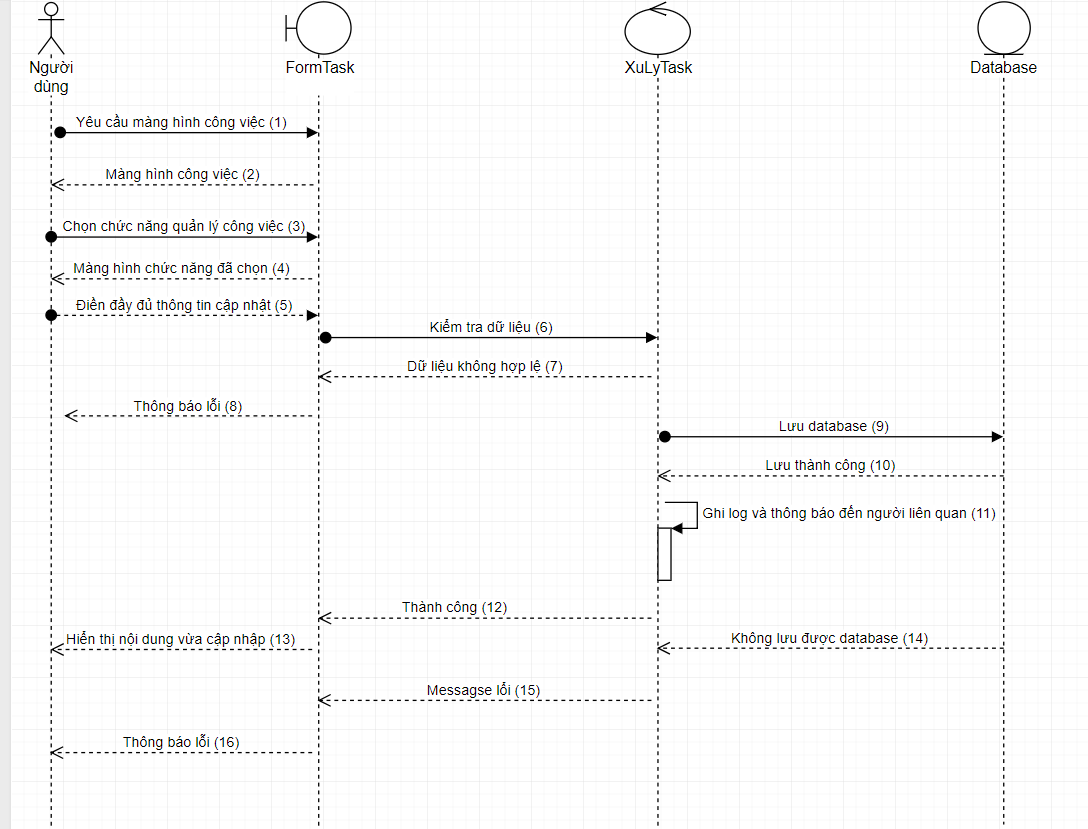 Người
dùng
FormTask
XuLyTask
Database
Yêu cầu màng hình công việc (1)
Màng hình công việc (2)
Chọn chức năng quản lý công việc (3)
Màng hình chức năng đã chọn (4)
Điền đầy đủ thông tin cập nhật (5)
Kiểm tra dữ liệu (6)
Dữ liệu không hợp lê (7)
Thông báo lỗi (8)
Lưu database (9)
Lưu thành công (10)
Ghi log và thông báo đến người liên quan (11)
Thành công (12)
Hiển thị nội dung vừa cập nhập (13)
Không lưu được database (14)
Messagse lỗi (15)
Thông báo lỗi (16)